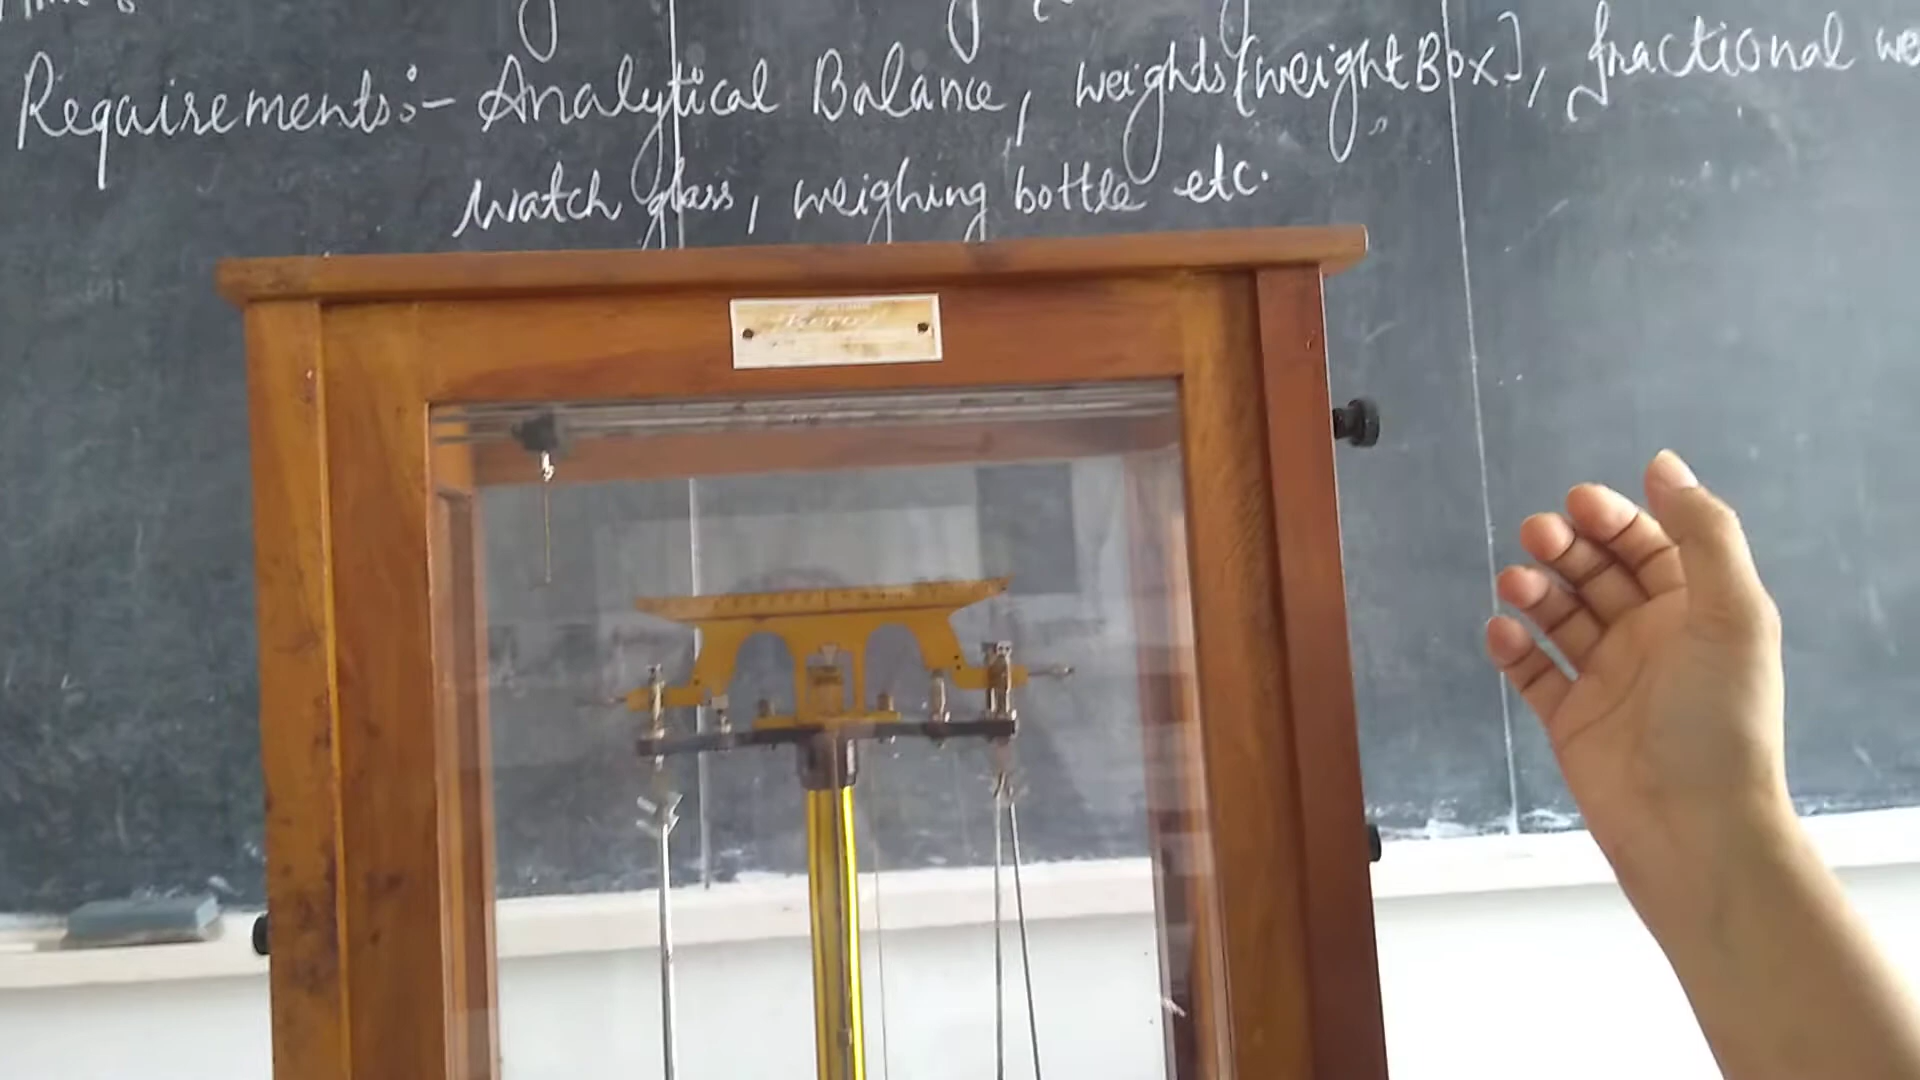 Requirements:- Analytical Balance, weights [weight Box], fractional we
watch glass, weighing bottle etc.